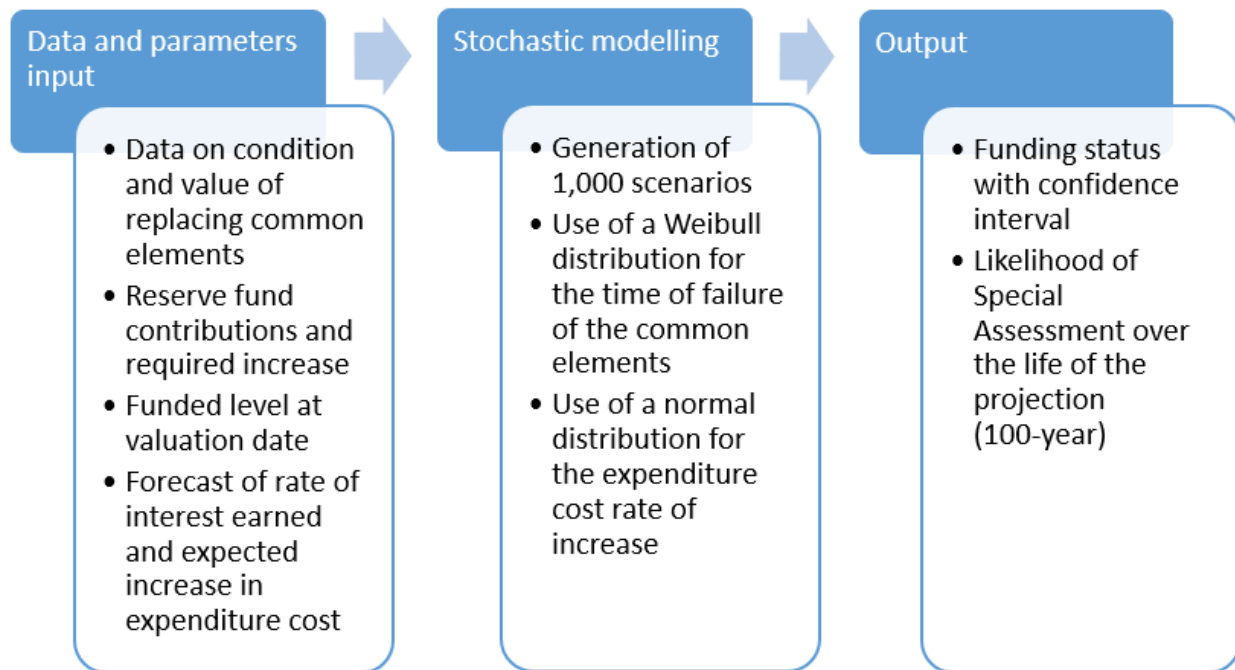 Data and parameters
input
• Data on condition
and value of
replacing common
elements
• Reserve fund
contributions and
required increase
• Funded level at
valuation date
• Forecast of rate of
interest earned
and expected
increase in
expenditure cost
Stochastic modelling
• Generation of
1,000 scenarios
• Use of a Weibull
distribution for
the time of failure
of the common
elements
• Use of a normal
distribution for
the expenditure
cost rate of
increase
Output
• Funding status
with confidence
interval
• Likelihood of
Special
Assessment over
the life of the
projection
(100-year)